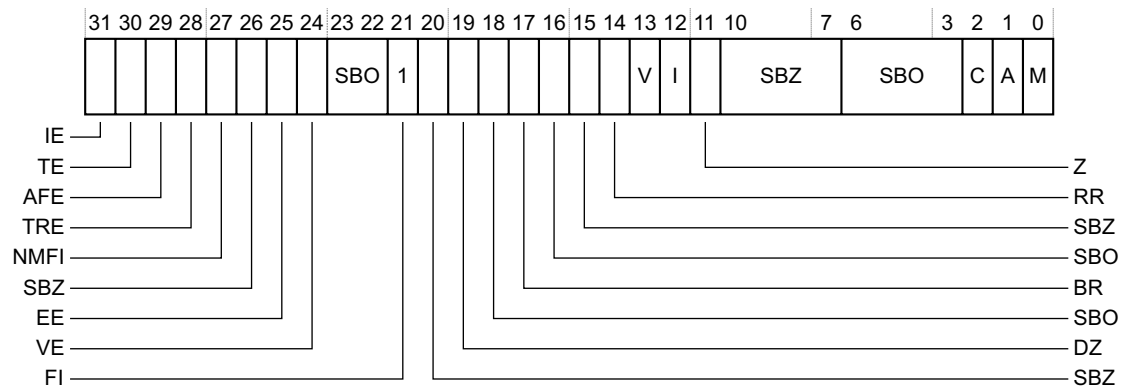 31 30 29 28 27 26 25 24 23 22 21 20 19 18 17 16 15 14 13 12 11 10 7 6 3 2 1 0
SBO 1 V I SBZ SBO C A M
IE
TE Z
AFE RR
TRE SBZ
NMFI SBO
SBZ BR
EE SBO
VE DZ
FI SBZ